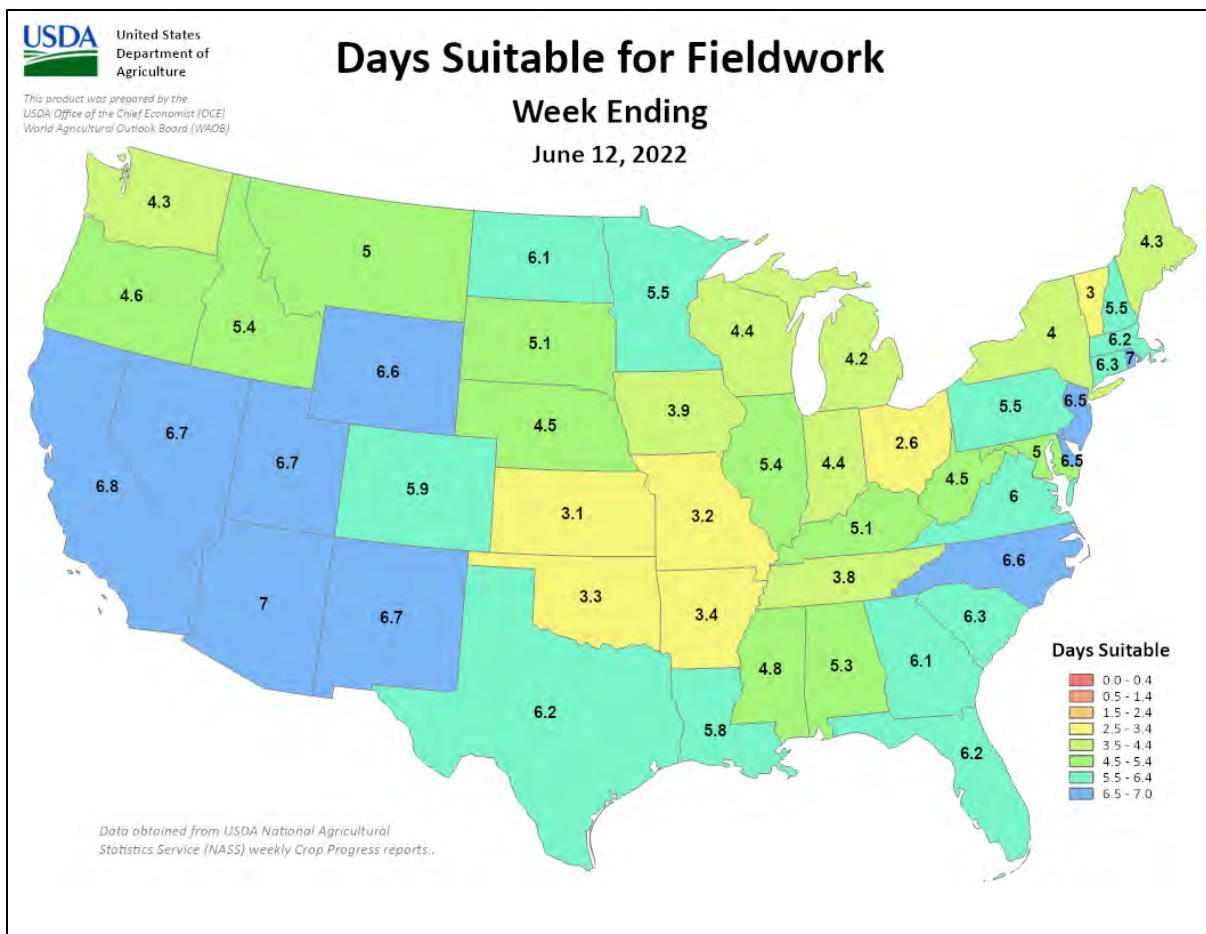 USDA
United States
Department of
Agriculture
This product was prepared by the
USDA Office of the Chief Economist (OCE)
World Agricultural Outlook Board (WAOB)
Days Suitable for Fieldwork
Week Ending
June 12, 2022
4.3
5
6.1
5.5
4.3
4.6
5.4
5.1
4.4
4.2
4
3
5.5
6.2
6.3
7
6.6
4.5
3.9
5.5
6.5
6.8
6.7
6.7
5.9
5.4
4.4
2.6
4.5
5
6.5
3.1
3.2
5.1
6
7
6.7
3.3
3.4
3.8
6.6
6.2
5.8
4.8
5.3
6.1
6.3
6.2
Days Suitable
0.0 - 0.4
0.5 - 1.4
1.5 - 2.4
2.5 - 3.4
3.5 - 4.4
4.5 - 5.4
5.5 - 6.4
6.5 - 7.0
Data obtained from USDA National Agricultural
Statistics Service (NASS) weekly Crop Progress reports..